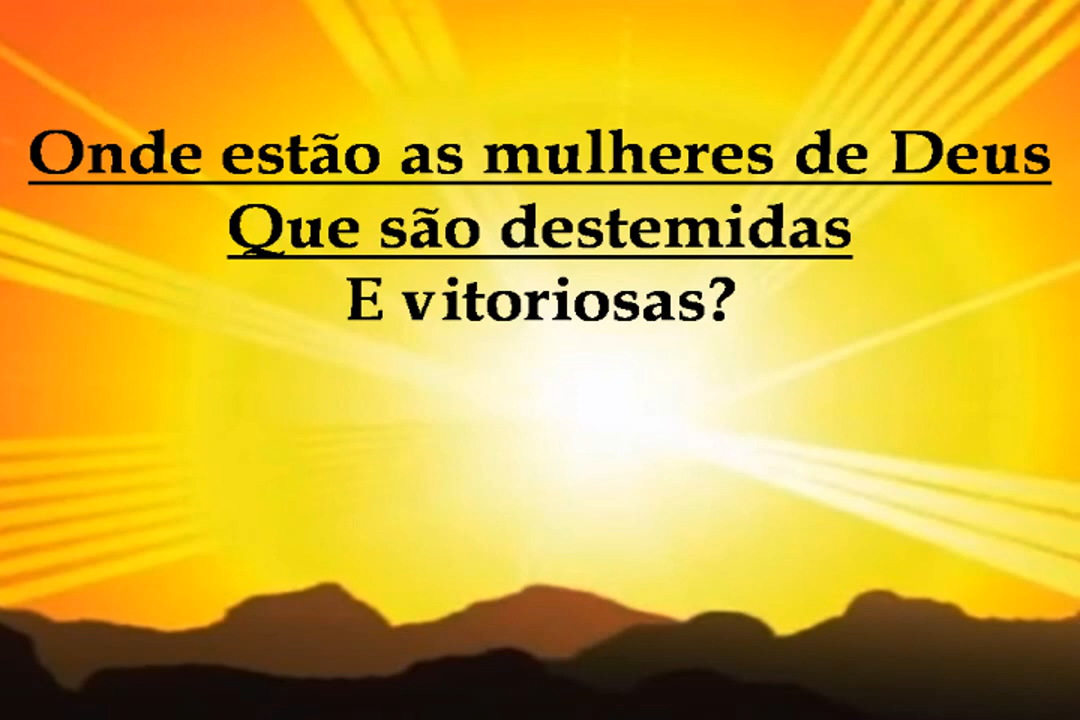 Onde estão as mulheres de Deus
Que são destemidas
E vitoriosas?